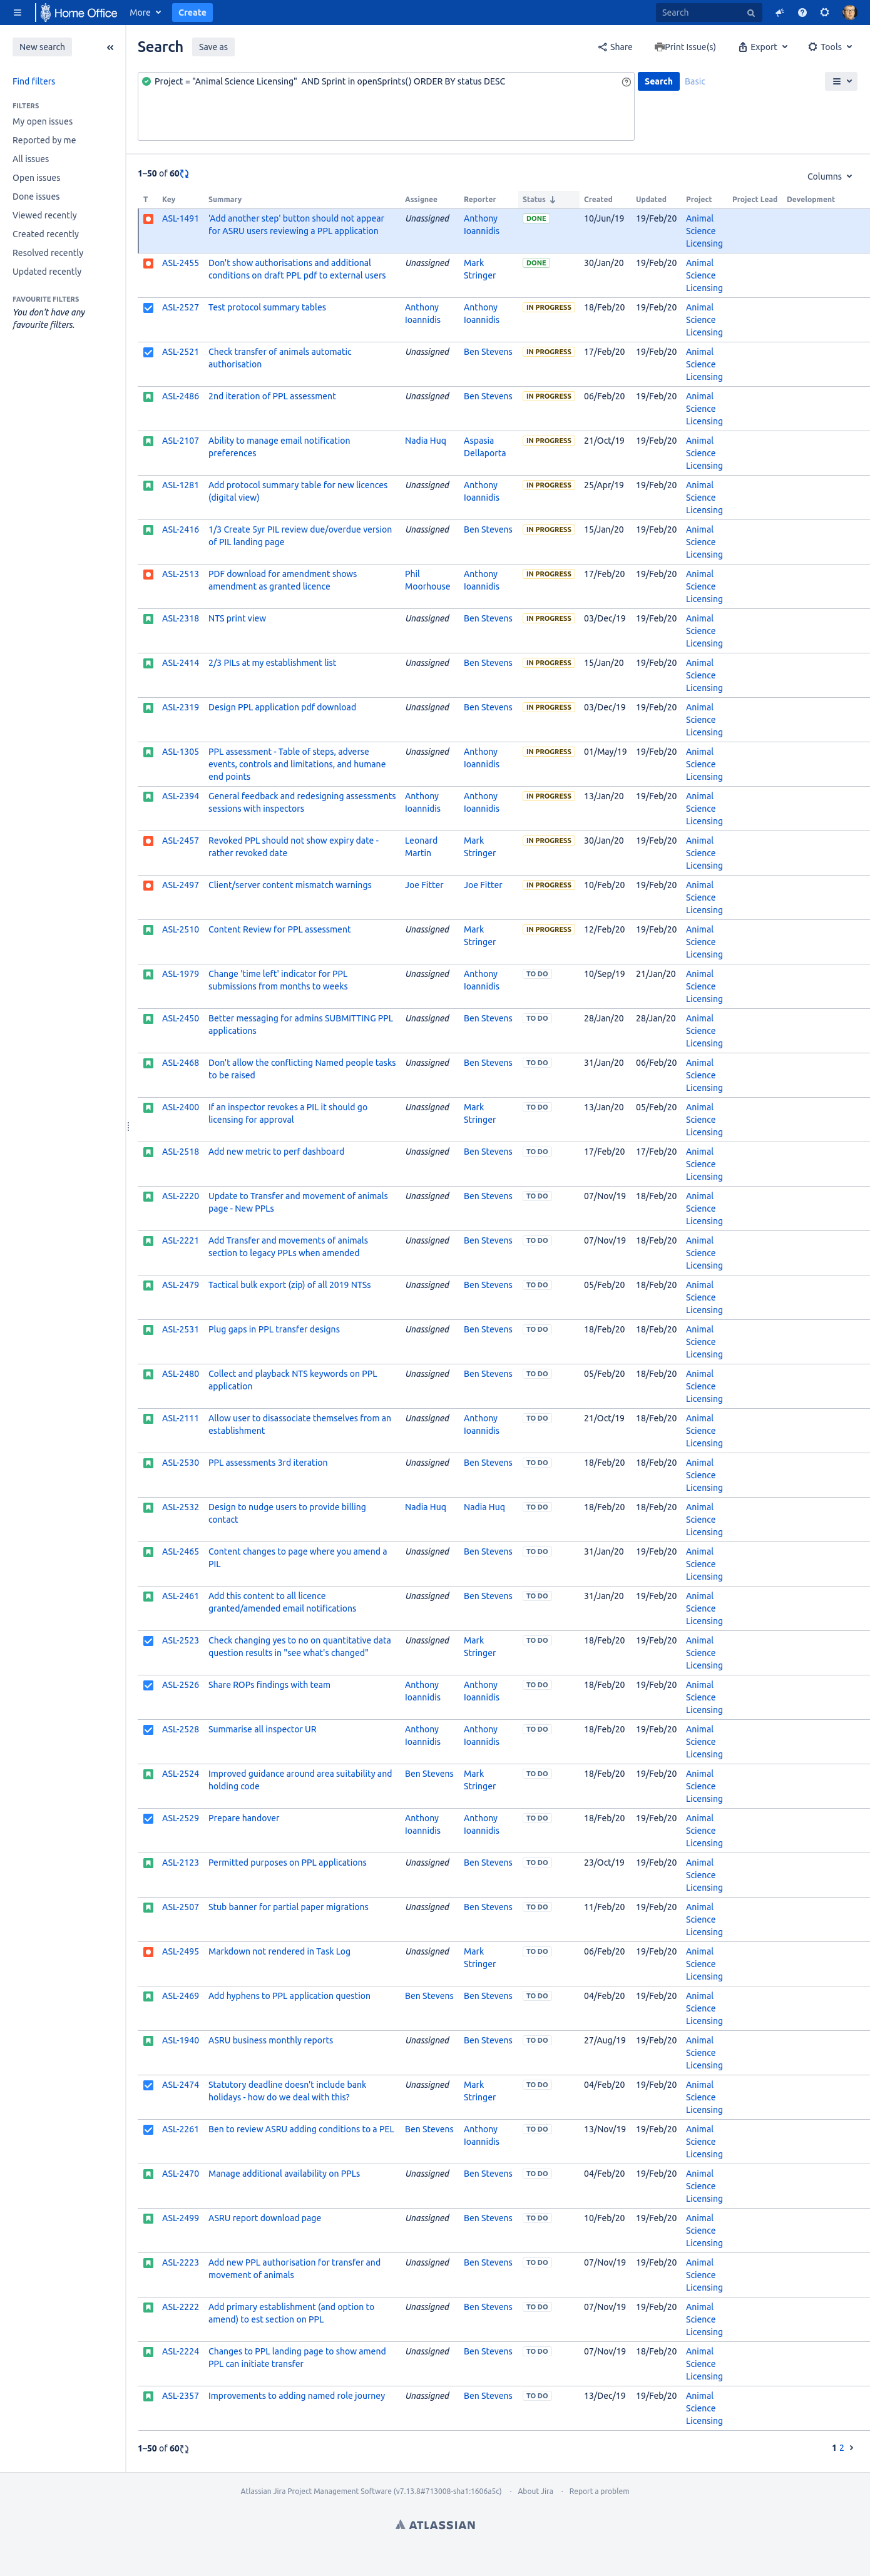 Home Office More Create Search
New search
Find filters
FILTERS
My open issues
Reported by me
All issues
Open issues
Done issues
Viewed recently
Created recently
Resolved recently
Updated recently
FAVOURITE FILTERS
You don't have any
favourite filters.
Search Save as Share Print Issue(s) Export Tools
Project = "Animal Science Licensing" AND Sprint in openSprints() ORDER BY status DESC Search Basic
1–50 of 60 Columns
T Key Summary Assignee Reporter Status Created Updated Project Project Lead Development
ASL-1491 'Add another step' button should not appear Unassigned Anthony DONE 10/Jun/19 19/Feb/20 Animal
for ASRU users reviewing a PPL application Ioannidis Science
Licensing
ASL-2455 Don't show authorisations and additional Unassigned Mark DONE 30/Jan/20 19/Feb/20 Animal
conditions on draft PPL pdf to external users Stringer Science
Licensing
ASL-2527 Test protocol summary tables Anthony Anthony IN PROGRESS 18/Feb/20 19/Feb/20 Animal
Ioannidis Ioannidis Science
Licensing
ASL-2521 Check transfer of animals automatic Unassigned Ben Stevens IN PROGRESS 17/Feb/20 19/Feb/20 Animal
authorisation Science
Licensing
ASL-2486 2nd iteration of PPL assessment Unassigned Ben Stevens IN PROGRESS 06/Feb/20 19/Feb/20 Animal
Science
Licensing
ASL-2107 Ability to manage email notification Nadia Huq Aspasia IN PROGRESS 21/Oct/19 19/Feb/20 Animal
preferences Dellaporta Science
Licensing
ASL-1281 Add protocol summary table for new licences Unassigned Anthony IN PROGRESS 25/Apr/19 19/Feb/20 Animal
(digital view) Ioannidis Science
Licensing
ASL-2416 1/3 Create 5yr PIL review due/overdue version Unassigned Ben Stevens IN PROGRESS 15/Jan/20 19/Feb/20 Animal
of PIL landing page Science
Licensing
ASL-2513 PDF download for amendment shows Phil Anthony IN PROGRESS 17/Feb/20 19/Feb/20 Animal
amendment as granted licence Moorhouse Ioannidis Science
Licensing
ASL-2318 NTS print view Unassigned Ben Stevens IN PROGRESS 03/Dec/19 19/Feb/20 Animal
Science
Licensing
ASL-2414 2/3 PILs at my establishment list Unassigned Ben Stevens IN PROGRESS 15/Jan/20 19/Feb/20 Animal
Science
Licensing
ASL-2319 Design PPL application pdf download Unassigned Ben Stevens IN PROGRESS 03/Dec/19 19/Feb/20 Animal
Science
Licensing
ASL-1305 PPL assessment - Table of steps, adverse Unassigned Anthony IN PROGRESS 01/May/19 19/Feb/20 Animal
events, controls and limitations, and humane Ioannidis Science
end points Licensing
ASL-2394 General feedback and redesigning assessments Anthony Anthony IN PROGRESS 13/Jan/20 19/Feb/20 Animal
sessions with inspectors Ioannidis Ioannidis Science
Licensing
ASL-2457 Revoked PPL should not show expiry date - Leonard Mark IN PROGRESS 30/Jan/20 19/Feb/20 Animal
rather revoked date Martin Stringer Science
Licensing
ASL-2497 Client/server content mismatch warnings Joe Fitter Joe Fitter IN PROGRESS 10/Feb/20 19/Feb/20 Animal
Science
Licensing
ASL-2510 Content Review for PPL assessment Unassigned Mark IN PROGRESS 12/Feb/20 19/Feb/20 Animal
Stringer Science
Licensing
ASL-1979 Change 'time left' indicator for PPL Unassigned Anthony TO DO 10/Sep/19 21/Jan/20 Animal
submissions from months to weeks Ioannidis Science
Licensing
ASL-2450 Better messaging for admins SUBMITTING PPL Unassigned Ben Stevens TO DO 28/Jan/20 28/Jan/20 Animal
applications Science
Licensing
ASL-2468 Don't allow the conflicting Named people tasks Unassigned Ben Stevens TO DO 31/Jan/20 06/Feb/20 Animal
to be raised Science
Licensing
ASL-2400 If an inspector revokes a PIL it should go Unassigned Mark TO DO 13/Jan/20 05/Feb/20 Animal
licensing for approval Stringer Science
Licensing
ASL-2518 Add new metric to perf dashboard Unassigned Ben Stevens TO DO 17/Feb/20 17/Feb/20 Animal
Science
Licensing
ASL-2220 Update to Transfer and movement of animals Unassigned Ben Stevens TO DO 07/Nov/19 18/Feb/20 Animal
page - New PPLs Science
Licensing
ASL-2221 Add Transfer and movements of animals Unassigned Ben Stevens TO DO 07/Nov/19 18/Feb/20 Animal
section to legacy PPLs when amended Science
Licensing
ASL-2479 Tactical bulk export (zip) of all 2019 NTSs Unassigned Ben Stevens TO DO 05/Feb/20 18/Feb/20 Animal
Science
Licensing
ASL-2531 Plug gaps in PPL transfer designs Unassigned Ben Stevens TO DO 18/Feb/20 18/Feb/20 Animal
Science
Licensing
ASL-2480 Collect and playback NTS keywords on PPL Unassigned Ben Stevens TO DO 05/Feb/20 18/Feb/20 Animal
application Science
Licensing
ASL-2111 Allow user to disassociate themselves from an Unassigned Anthony TO DO 21/Oct/19 18/Feb/20 Animal
establishment Ioannidis Science
Licensing
ASL-2530 PPL assessments 3rd iteration Unassigned Ben Stevens TO DO 18/Feb/20 18/Feb/20 Animal
Science
Licensing
ASL-2532 Design to nudge users to provide billing Nadia Huq Nadia Huq TO DO 18/Feb/20 18/Feb/20 Animal
contact Science
Licensing
ASL-2465 Content changes to page where you amend a Unassigned Ben Stevens TO DO 31/Jan/20 19/Feb/20 Animal
PIL Science
Licensing
ASL-2461 Add this content to all licence Unassigned Ben Stevens TO DO 31/Jan/20 19/Feb/20 Animal
granted/amended email notifications Science
Licensing
ASL-2523 Check changing yes to no on quantitative data Unassigned Mark TO DO 18/Feb/20 19/Feb/20 Animal
question results in "see what's changed" Stringer Science
Licensing
ASL-2526 Share ROPs findings with team Anthony Anthony TO DO 18/Feb/20 19/Feb/20 Animal
Ioannidis Ioannidis Science
Licensing
ASL-2528 Summarise all inspector UR Anthony Anthony TO DO 18/Feb/20 19/Feb/20 Animal
Ioannidis Ioannidis Science
Licensing
ASL-2524 Improved guidance around area suitability and Ben Stevens Mark TO DO 18/Feb/20 19/Feb/20 Animal
holding code Stringer Science
Licensing
ASL-2529 Prepare handover Anthony Anthony TO DO 18/Feb/20 19/Feb/20 Animal
Ioannidis Ioannidis Science
Licensing
ASL-2123 Permitted purposes on PPL applications Unassigned Ben Stevens TO DO 23/Oct/19 19/Feb/20 Animal
Science
Licensing
ASL-2507 Stub banner for partial paper migrations Unassigned Ben Stevens TO DO 11/Feb/20 19/Feb/20 Animal
Science
Licensing
ASL-2495 Markdown not rendered in Task Log Unassigned Mark TO DO 06/Feb/20 19/Feb/20 Animal
Stringer Science
Licensing
ASL-2469 Add hyphens to PPL application question Ben Stevens Ben Stevens TO DO 04/Feb/20 19/Feb/20 Animal
Science
Licensing
ASL-1940 ASRU business monthly reports Unassigned Ben Stevens TO DO 27/Aug/19 19/Feb/20 Animal
Science
Licensing
ASL-2474 Statutory deadline doesn't include bank Unassigned Mark TO DO 04/Feb/20 19/Feb/20 Animal
holidays - how do we deal with this? Stringer Science
Licensing
ASL-2261 Ben to review ASRU adding conditions to a PEL Ben Stevens Anthony TO DO 13/Nov/19 19/Feb/20 Animal
Ioannidis Science
Licensing
ASL-2470 Manage additional availability on PPLs Unassigned Ben Stevens TO DO 04/Feb/20 19/Feb/20 Animal
Science
Licensing
ASL-2499 ASRU report download page Unassigned Ben Stevens TO DO 10/Feb/20 19/Feb/20 Animal
Science
Licensing
ASL-2223 Add new PPL authorisation for transfer and Unassigned Ben Stevens TO DO 07/Nov/19 19/Feb/20 Animal
movement of animals Science
Licensing
ASL-2222 Add primary establishment (and option to Unassigned Ben Stevens TO DO 07/Nov/19 19/Feb/20 Animal
amend) to est section on PPL Science
Licensing
ASL-2224 Changes to PPL landing page to show amend Unassigned Ben Stevens TO DO 07/Nov/19 18/Feb/20 Animal
PPL can initiate transfer Science
Licensing
ASL-2357 Improvements to adding named role journey Unassigned Ben Stevens TO DO 13/Dec/19 19/Feb/20 Animal
Science
Licensing
1–50 of 60 1 2
Atlassian Jira Project Management Software (v7.13.8#713008-sha1:1606a5c) · About Jira · Report a problem
ATLASSIAN